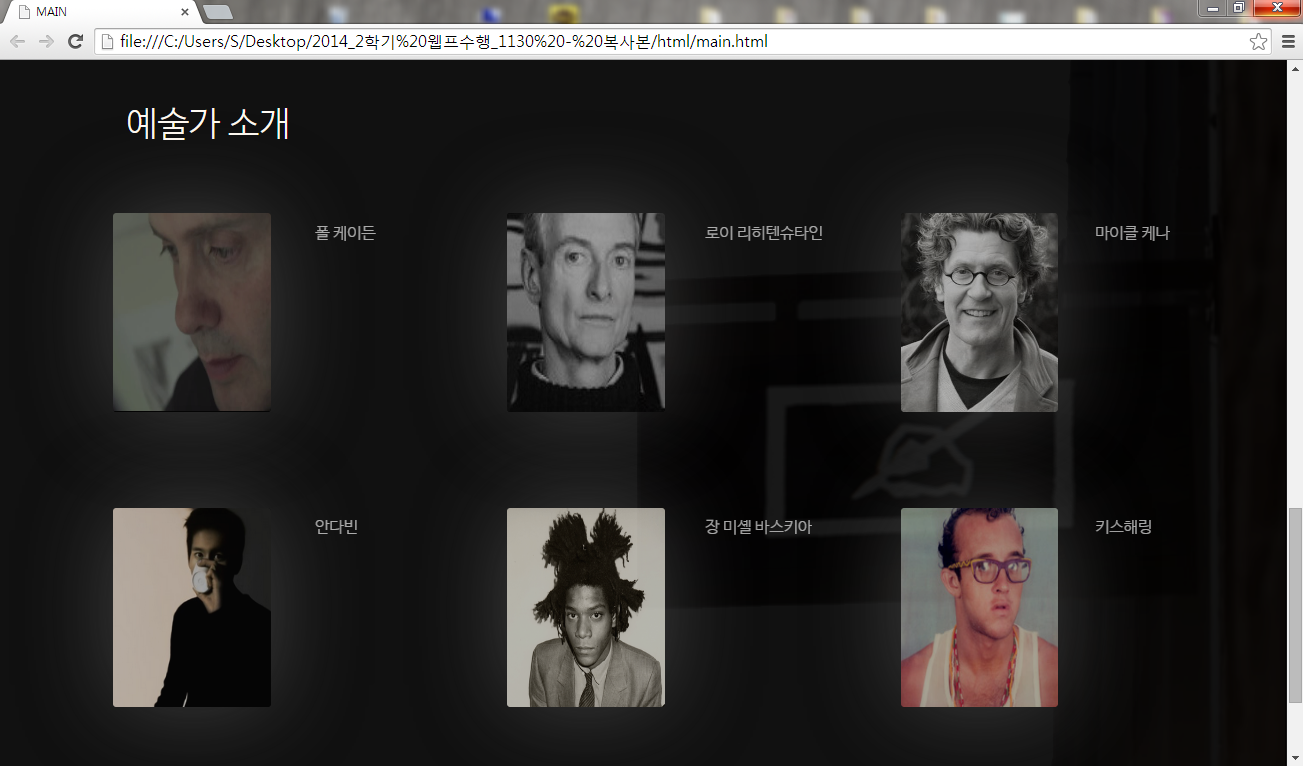 MAIN
file:///C:/Users/S/Desktop/2014_2학기%20웹프수행_1130%20-%20복사본/html/main.html
예술가 소개
폴 케이든
로이 리히텐슈타인
마이클 케나
안다빈
장 미셸 바스키아
키스해링